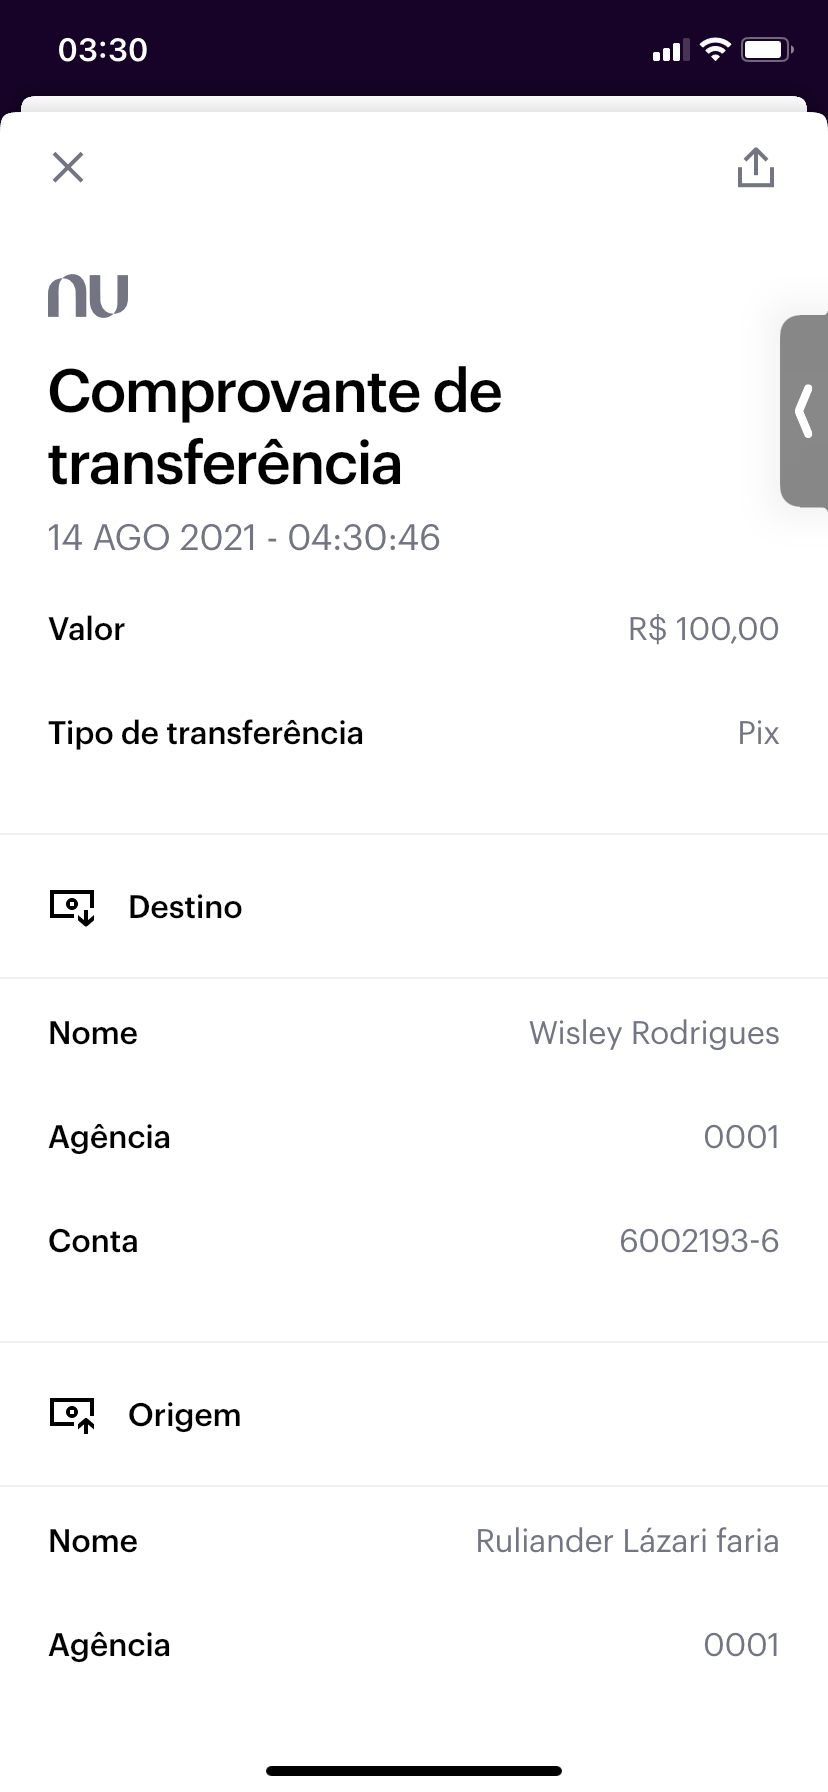 03:30
nu
Comprovante de
transferência
14 AGO 2021 - 04:30:46
Valor R$ 100,00
Tipo de transferência Pix
Destino
Nome Wisley Rodrigues
Agência 0001
Conta 6002193-6
Origem
Nome Ruliander Lázari faria
Agência 0001